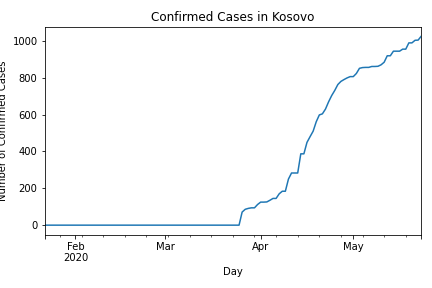 Confirmed Cases in Kosovo
Number of Confirmed Cases
1000
800
600
400
200
0
Feb Mar Apr May
2020
Day